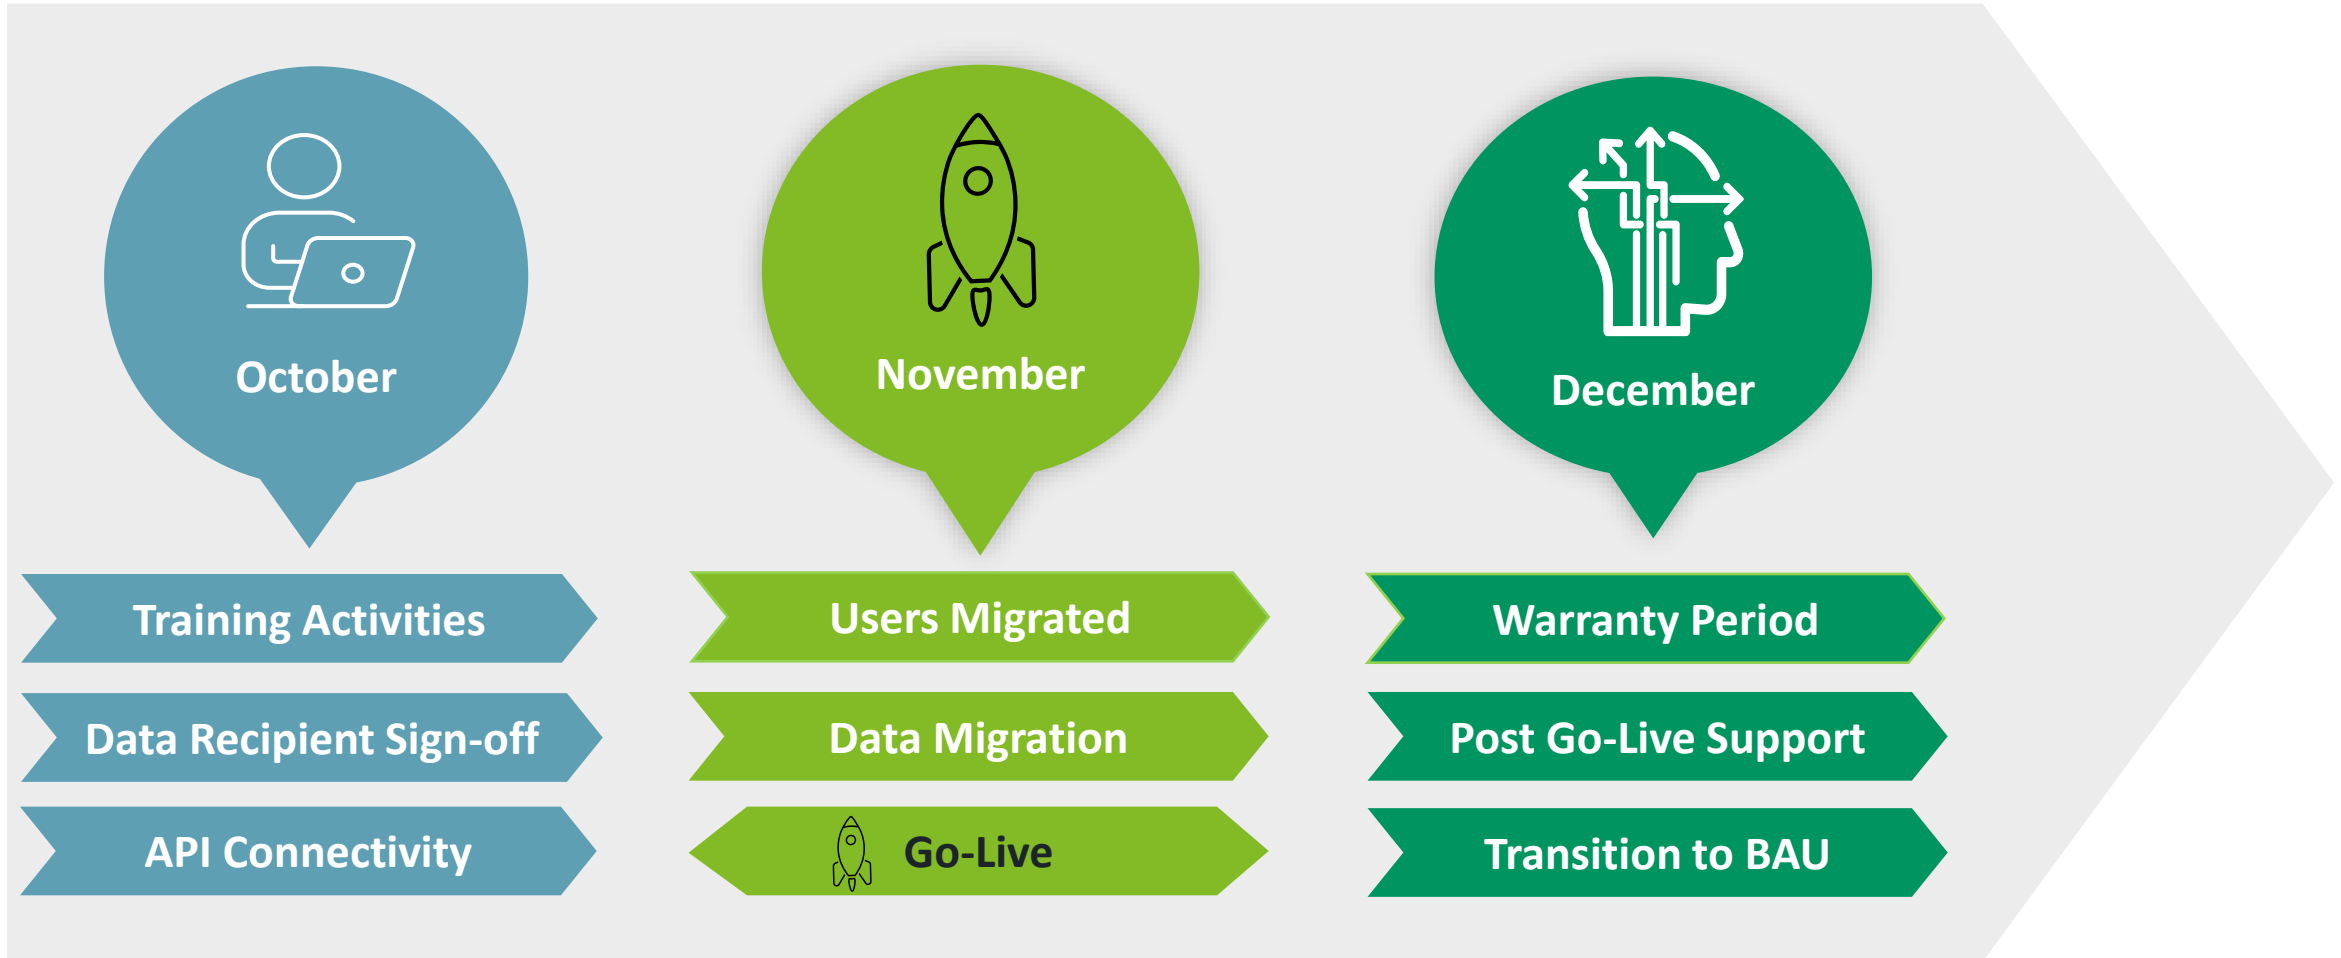 October
Training Activities
Data Recipient Sign-off
API Connectivity
November
Users Migrated
Data Migration
Go-Live
December
Warranty Period
Post Go-Live Support
Transition to BAU